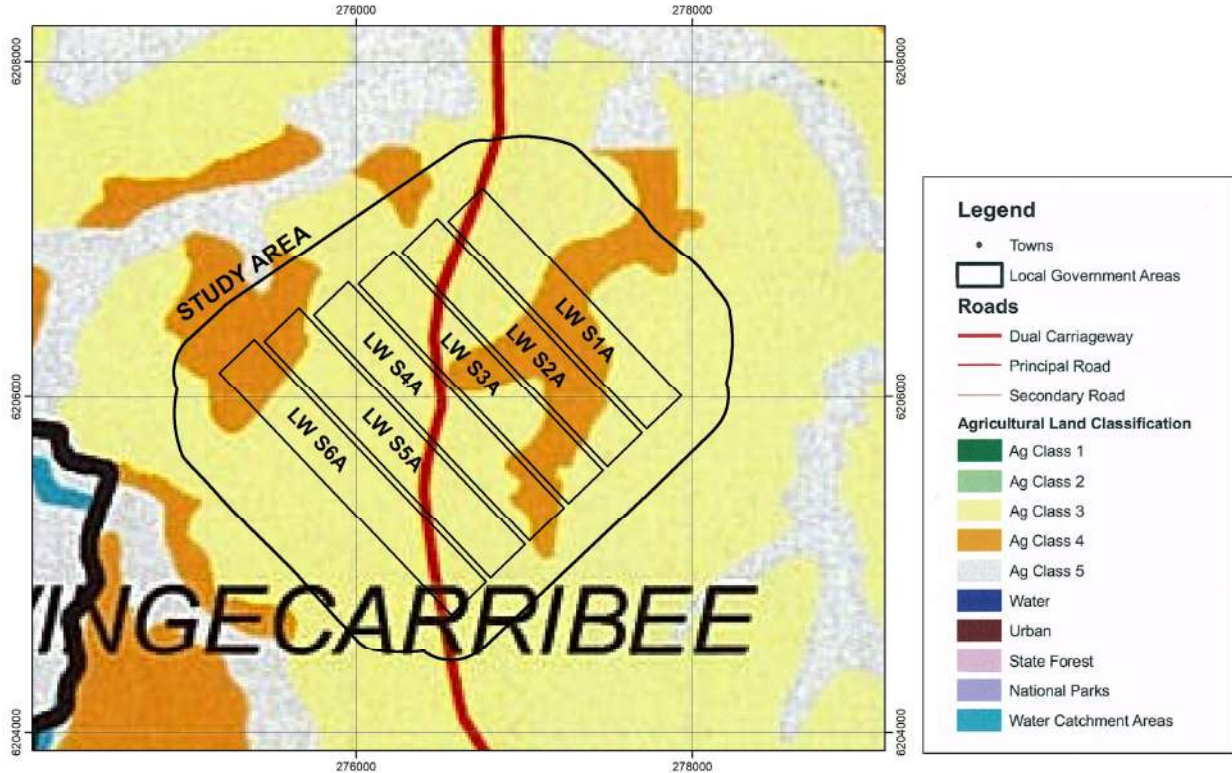 276000
278000
6208000
6208000
STUDY AREA
LW S1A
LW S2A
LW S3A
LW S4A
LW S5A
LW S6A
6206000
6206000
INGECARRIBEE
6204000
6204000
276000
278000
Legend
Towns
Local Government Areas
Roads
Dual Carriageway
Principal Road
Secondary Road
Agricultural Land Classification
Ag Class 1
Ag Class 2
Ag Class 3
Ag Class 4
Ag Class 5
Water
Urban
State Forest
National Parks
Water Catchment Areas